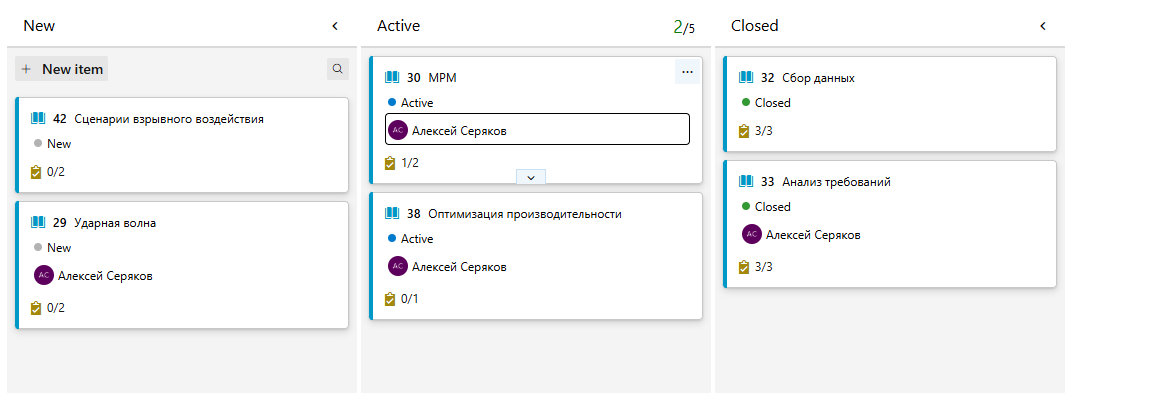 New
New item
42 Сценарии взрывного воздействия
New
0/2
29 Ударная волна
New
АС Алексей Серяков
0/2
Active 2/5
30 MPM
Active
АС Алексей Серяков
1/2
38 Оптимизация производительности
Active
АС Алексей Серяков
0/1
Closed
32 Сбор данных
Closed
3/3
33 Анализ требований
Closed
АС Алексей Серяков
3/3